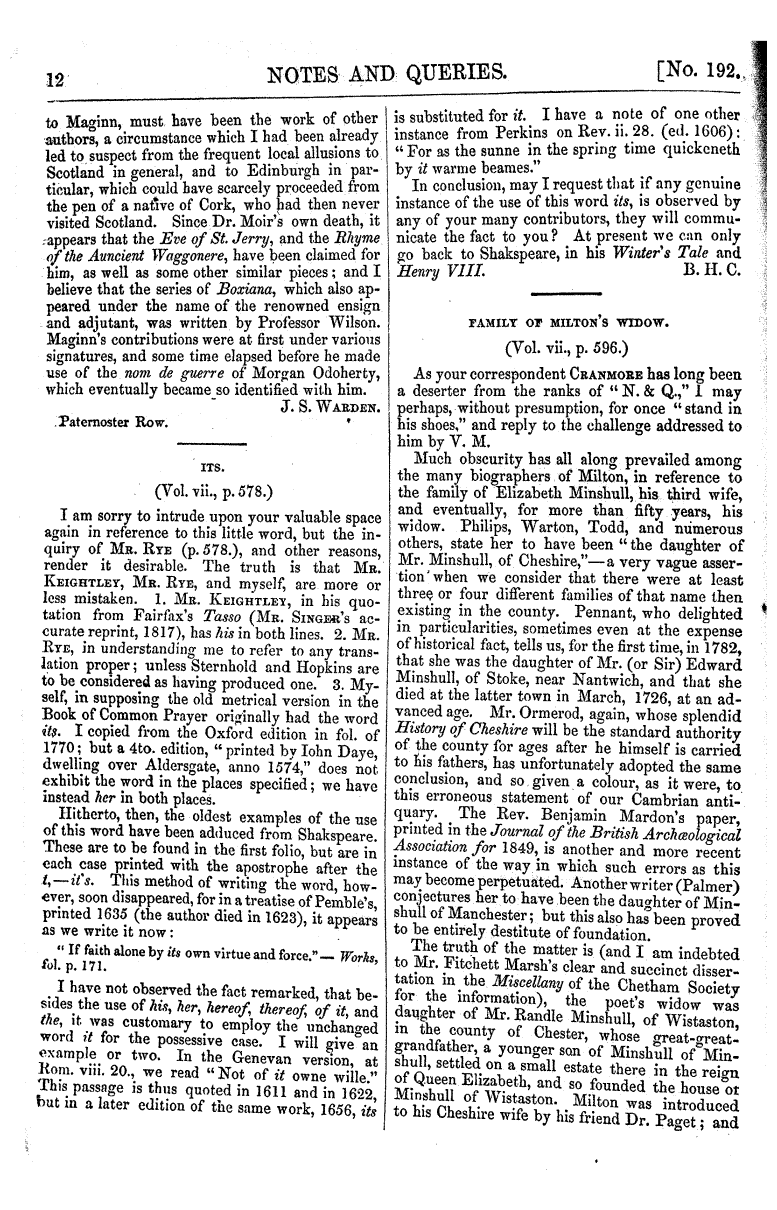 12 NOTES AND QUERIES. [No. 192.
to Maginn, must have been the work of other
authors, a circumstance which I had been already
led to suspect from the frequent local allusions to
Scotland in general, and to Edinburgh in par-
ticular, which could have scarcely proceeded from
the pen of a native of Cork, who had then never
visited Scotland. Since Dr. Moir's own death, it
appears that the Eve of St. Jerry, and the Rhyme
of the Auncient Waggonere, have been claimed for
him, as well as some other similar pieces; and I
believe that the series of Boxiana, which also ap-
peared under the name of the renowned ensign
and adjutant, was written by Professor Wilson.
Maginn's contributions were at first under various
signatures, and some time elapsed before he made
use of the nom de guerre of Morgan Odoherty,
which eventually became so identified with him.
J. S. WARDEN.
Paternoster Row.
ITS.
(Vol. vii., p. 578.)
I am sorry to intrude upon your valuable space
again in reference to this little word, but the in-
quiry of MR. RYE (p. 578.), and other reasons,
render it desirable. The truth is that MR.
KEIGHTLEY, MR. RYE, and myself, are more or
less mistaken. 1. MR. KEIGHTLEY, in his quo-
tation from Fairfax's Tasso (MR. SINGER's ac-
curate reprint, 1817), has his in both lines. 2. MR.
RYE, in understanding me to refer to any trans-
lation proper; unless Sternhold and Hopkins are
to be considered as having produced one. 3. My-
self, in supposing the old metrical version in the
Book of Common Prayer originally had the word
its. I copied from the Oxford edition in fol. of
1770; but a 4to. edition, "printed by Iohn Daye,
dwelling over Aldersgate, anno 1574," does not
exhibit the word in the places specified; we have
instead her in both places.
Hitherto, then, the oldest examples of the use
of this word have been adduced from Shakspeare.
These are to be found in the first folio, but are in
each case printed with the apostrophe after the
t,—it's. This method of writing the word, how-
ever, soon disappeared, for in a treatise of Pemble's,
printed 1635 (the author died in 1623), it appears
as we write it now:
"If faith alone by its own virtue and force."— Works,
fol. p. 171.
I have not observed the fact remarked, that be-
sides the use of his, her, hereof, thereof, of it, and
the, it was customary to employ the unchanged
word it for the possessive case. I will give an
example or two. In the Genevan version, at
Rom. viii. 20., we read "Not of it owne wille."
This passage is thus quoted in 1611 and in 1622,
but in a later edition of the same work, 1656, its
is substituted for it. I have a note of one other
instance from Perkins on Rev. ii. 28. (ed. 1606):
"For as the sunne in the spring time quickeneth
by it warme beames."
In conclusion, may I request that if any genuine
instance of the use of this word its, is observed by
any of your many contributors, they will commu-
nicate the fact to you? At present we can only
go back to Shakspeare, in his Winter's Tale and
Henry VIII. B. H. C.
FAMILY OF MILTON'S WIDOW.
(Vol. vii., p. 596.)
As your correspondent CRANMORE has long been
a deserter from the ranks of "N. & Q.," I may
perhaps, without presumption, for once "stand in
his shoes," and reply to the challenge addressed to
him by V. M.
Much obscurity has all along prevailed among
the many biographers of Milton, in reference to
the family of Elizabeth Minshull, his third wife,
and eventually, for more than fifty years, his
widow. Philips, Warton, Todd, and numerous
others, state her to have been "the daughter of
Mr. Minshull, of Cheshire,"—a very vague asser-
tion when we consider that there were at least
three or four different families of that name then
existing in the county. Pennant, who delighted
in particularities, sometimes even at the expense
of historical fact, tells us, for the first time, in 1782,
that she was the daughter of Mr. (or Sir) Edward
Minshull, of Stoke, near Nantwich, and that she
died at the latter town in March, 1726, at an ad-
vanced age. Mr. Ormerod, again, whose splendid
History of Cheshire will be the standard authority
of the county for ages after he himself is carried
to his fathers, has unfortunately adopted the same
conclusion, and so given a colour, as it were, to
this erroneous statement of our Cambrian anti-
quary. The Rev. Benjamin Mardon's paper,
printed in the Journal of the British Archæological
Association for 1849, is another and more recent
instance of the way in which such errors as this
may become perpetuated. Another writer (Palmer)
conjectures her to have been the daughter of Min-
shull of Manchester; but this also has been proved
to be entirely destitute of foundation.
The truth of the matter is (and I am indebted
to Mr. Fitchett Marsh's clear and succinct disser-
tation in the Miscellany of the Chetham Society
for the information), the poet's widow was
daughter of Mr. Randle Minshull, of Wistaston,
in the county of Chester, whose great-great-
grandfather, a younger son of Minshull of Min-
shull, settled on a small estate there in the reign
of Queen Elizabeth, and so founded the house of
Minshull of Wistaston. Milton was introduced
to his Cheshire wife by his friend Dr. Paget; and